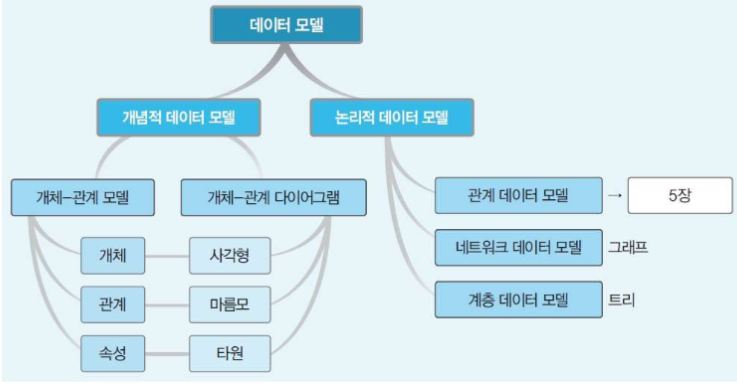 데이터 모델
개념적 데이터 모델
논리적 데이터 모델
개체-관계 모델
개체-관계 다이어그램
개체
사각형
관계
마름모
속성
타원
관계 데이터 모델 → 5장
네트워크 데이터 모델 그래프
계층 데이터 모델 트리